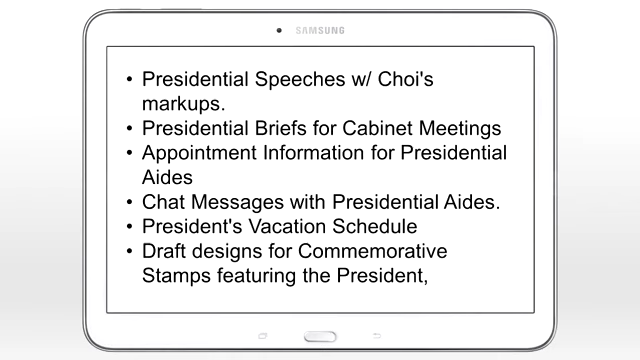 SAMSUNG
• Presidential Speeches w/ Choi's
markups.
• Presidential Briefs for Cabinet Meetings
• Appointment Information for Presidential
Aides
• Chat Messages with Presidential Aides.
• President's Vacation Schedule
• Draft designs for Commemorative
Stamps featuring the President,